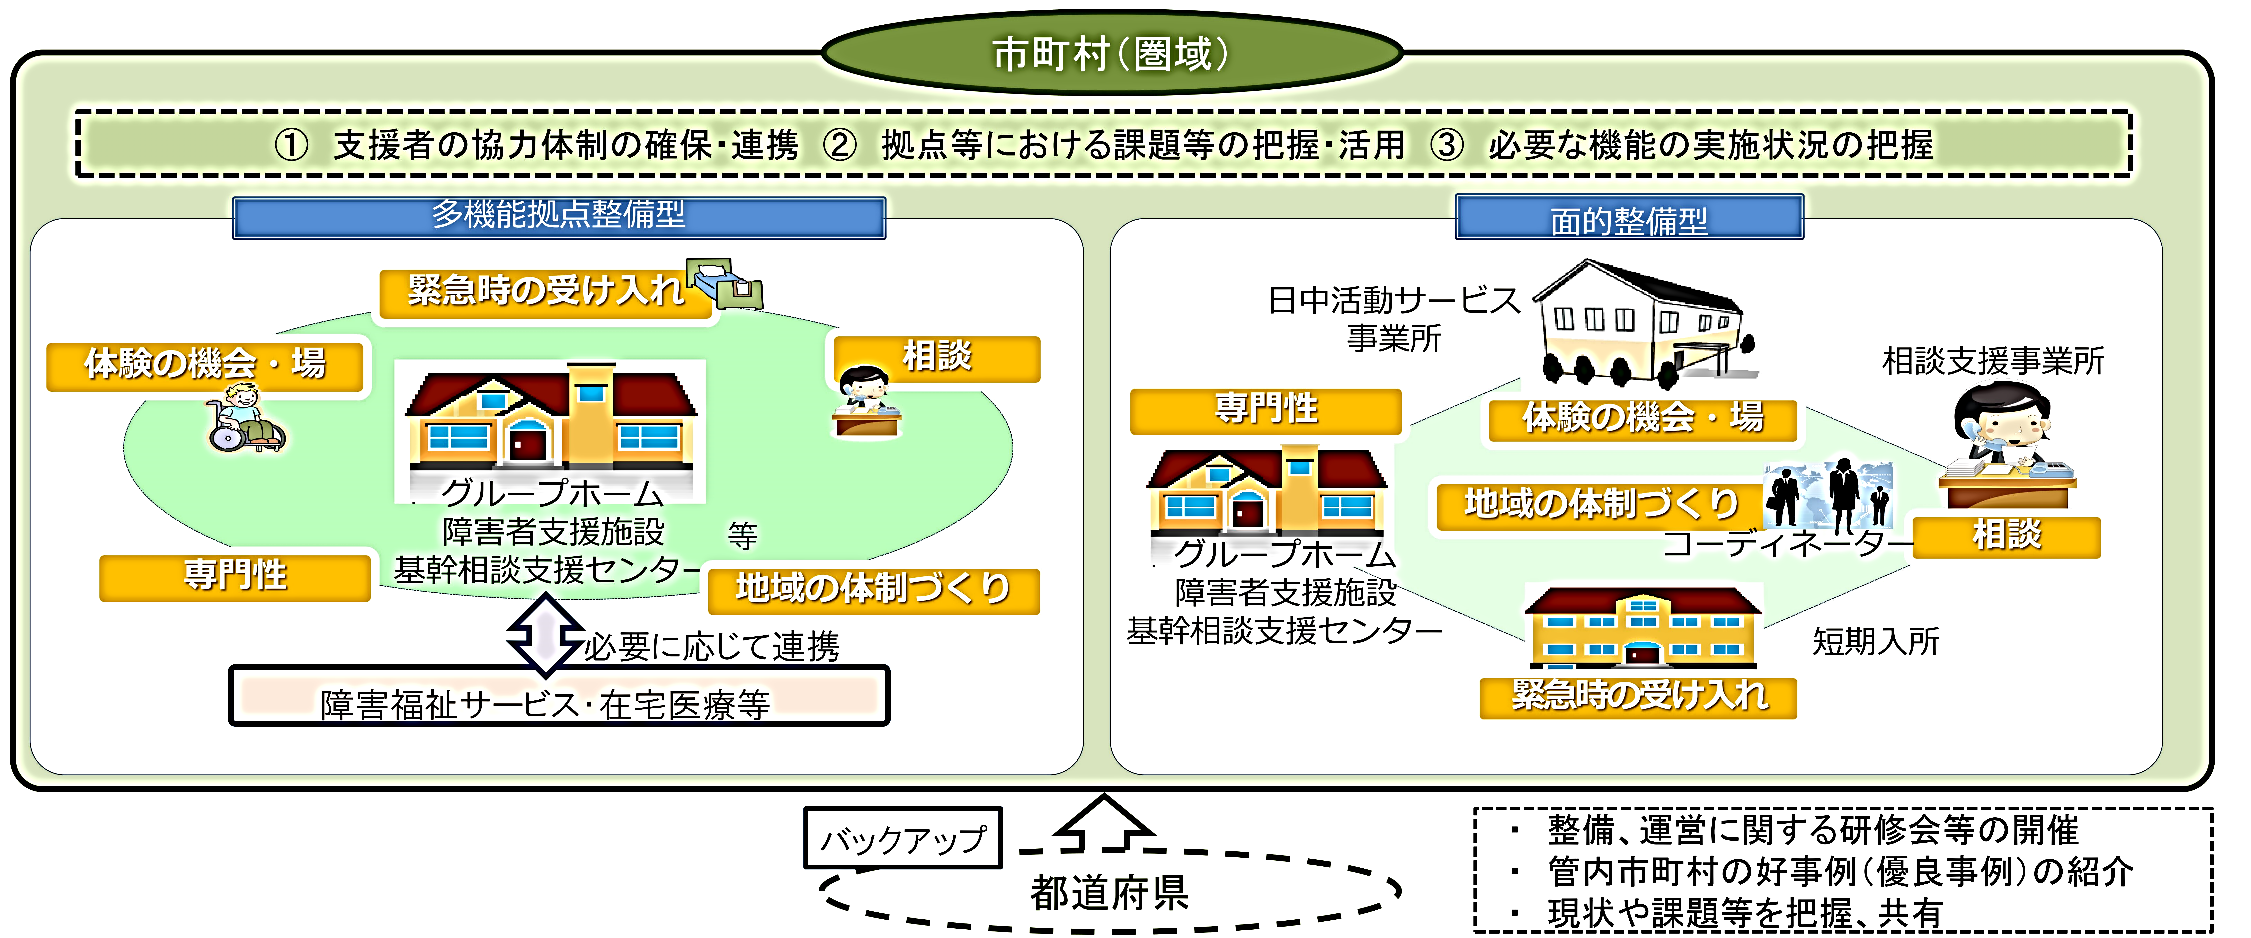 市町村（圏域）
① 支援者の協力体制の確保・連携 ② 拠点等における課題等の把握・活用 ③ 必要な機能の実施状況の把握
多機能拠点整備型
緊急時の受け入れ
体験の機会・場
相談
グループホーム
障害者支援施設 等
基幹相談支援センター
専門性
地域の体制づくり
必要に応じて連携
障害福祉サービス・在宅医療等
面的整備型
日中活動サービス
事業所
相談支援事業所
専門性
体験の機会・場
地域の体制づくり
コーディネーター
相談
グループホーム
障害者支援施設
基幹相談支援センター
短期入所
緊急時の受け入れ
バックアップ
都道府県
・ 整備、運営に関する研修会等の開催
・ 管内市町村の好事例（優良事例）の紹介
・ 現状や課題等を把握、共有